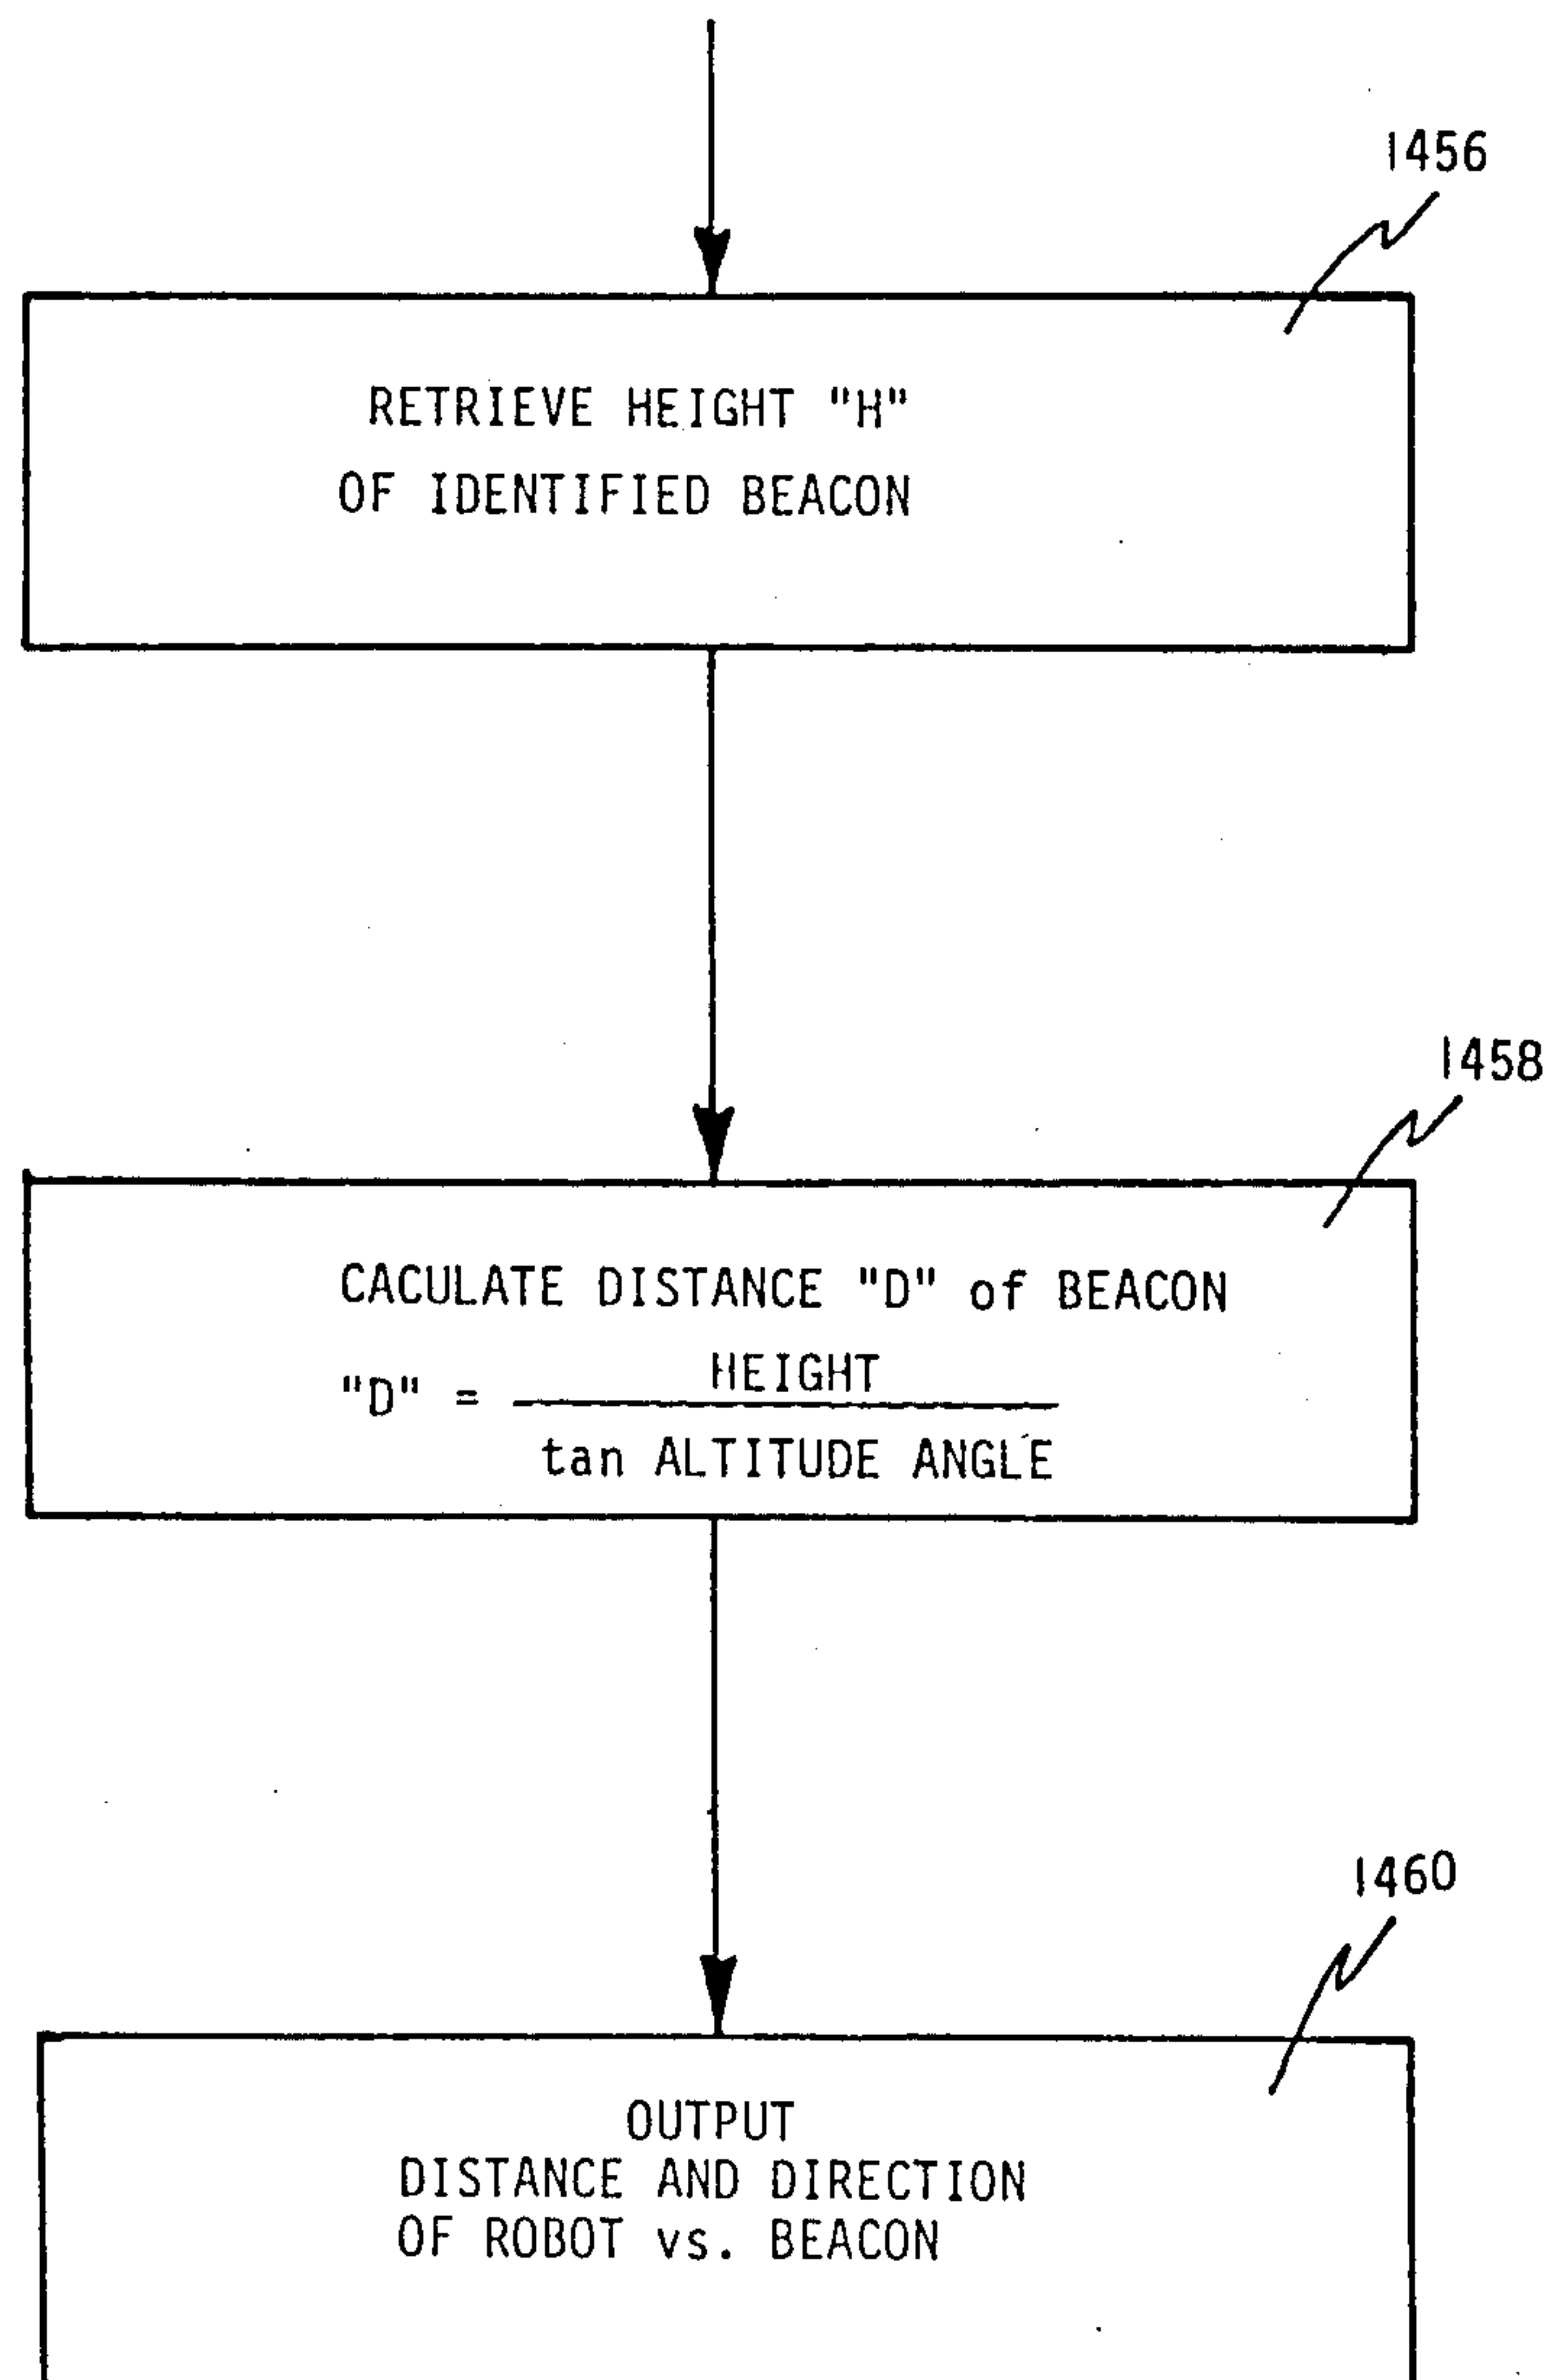 1456
RETRIEVE HEIGHT "H"
OF IDENTIFIED BEACON
1458
CACULATE DISTANCE "D" of BEACON
HEIGHT
"D" =
tan ALTITUDE ANGLE
1460
OUTPUT
DISTANCE AND DIRECTION
OF ROBOT vs. BEACON